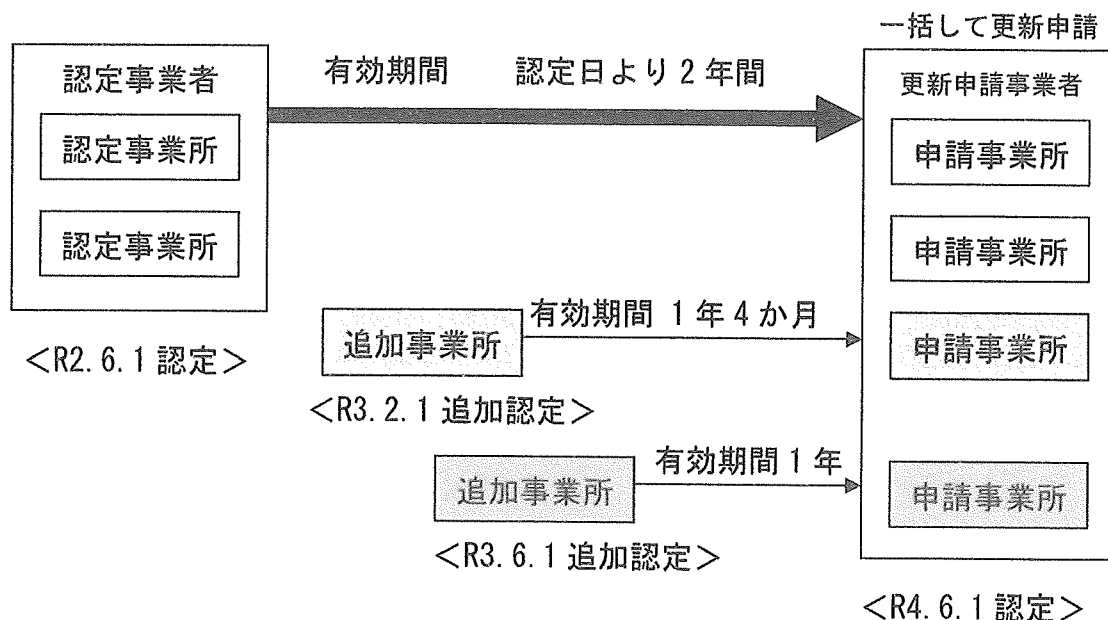 一括して更新申請
認定事業者
有効期間　認定日より2年間
更新申請事業者
認定事業所
申請事業所
認定事業所
申請事業所
<R2.6.1認定>
追加事業所
有効期間 1年4か月
申請事業所
<R3.2.1追加認定>
追加事業所
有効期間1年
申請事業所
<R3.6.1追加認定>
<R4.6.1認定>